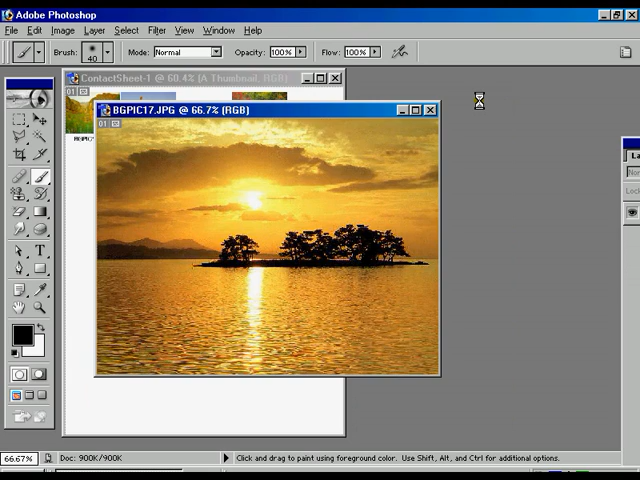 Adobe Photoshop
File Edit Image Layer Select Filter View Window Help
Brush: 40 Mode: Normal Opacity: 100% Flow: 100%
ContactSheet-1 @ 60.4% (A Thumbnail, RGB)
01
BGPIC17.JPG @ 66.7% (RGB)
01
T
66.67% Doc: 900K/900K Click and drag to paint using foreground color. Use Shift, Alt, and Ctrl for additional options.